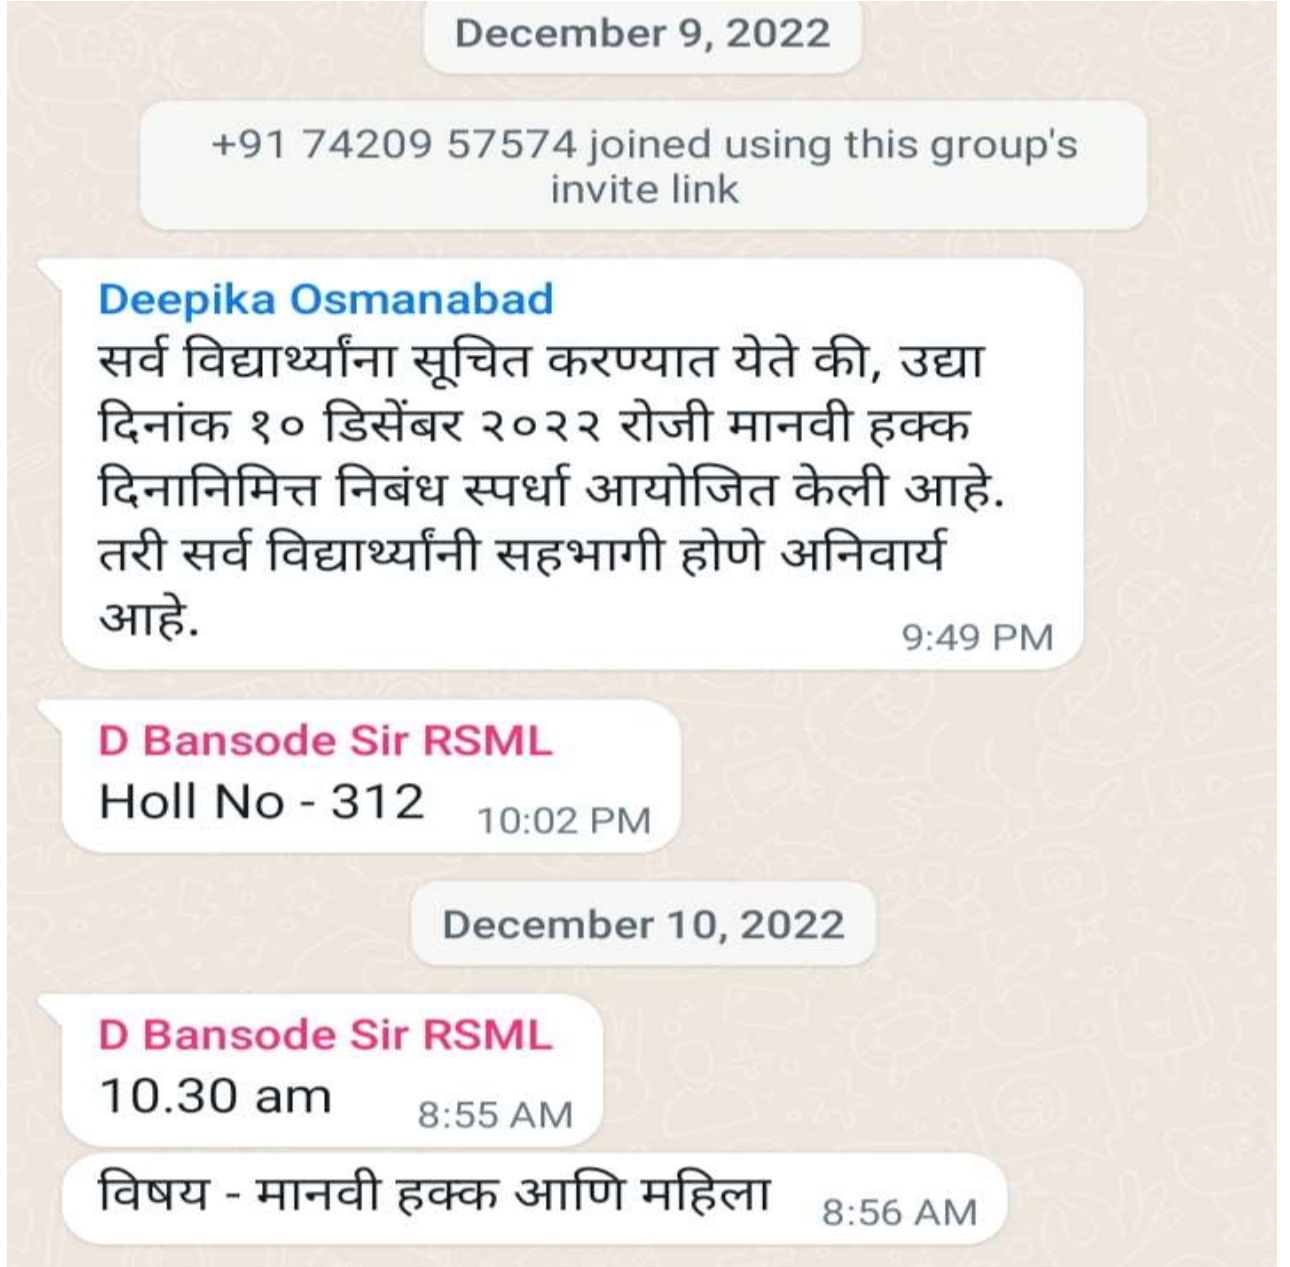 December 9, 2022
+91 74209 57574 joined using this group's
invite link
Deepika Osmanabad
सर्व विद्यार्थ्यांना सूचित करण्यात येते की, उद्या
दिनांक १० डिसेंबर २०२२ रोजी मानवी हक्क
दिनानिमित्त निबंध स्पर्धा आयोजित केली आहे.
तरी सर्व विद्यार्थ्यांनी सहभागी होणे अनिवार्य
आहे.
9:49 PM
D Bansode Sir RSML
Holl No - 312 10:02 PM
December 10, 2022
D Bansode Sir RSML
10.30 am 8:55 AM
विषय - मानवी हक्क आणि महिला 8:56 AM